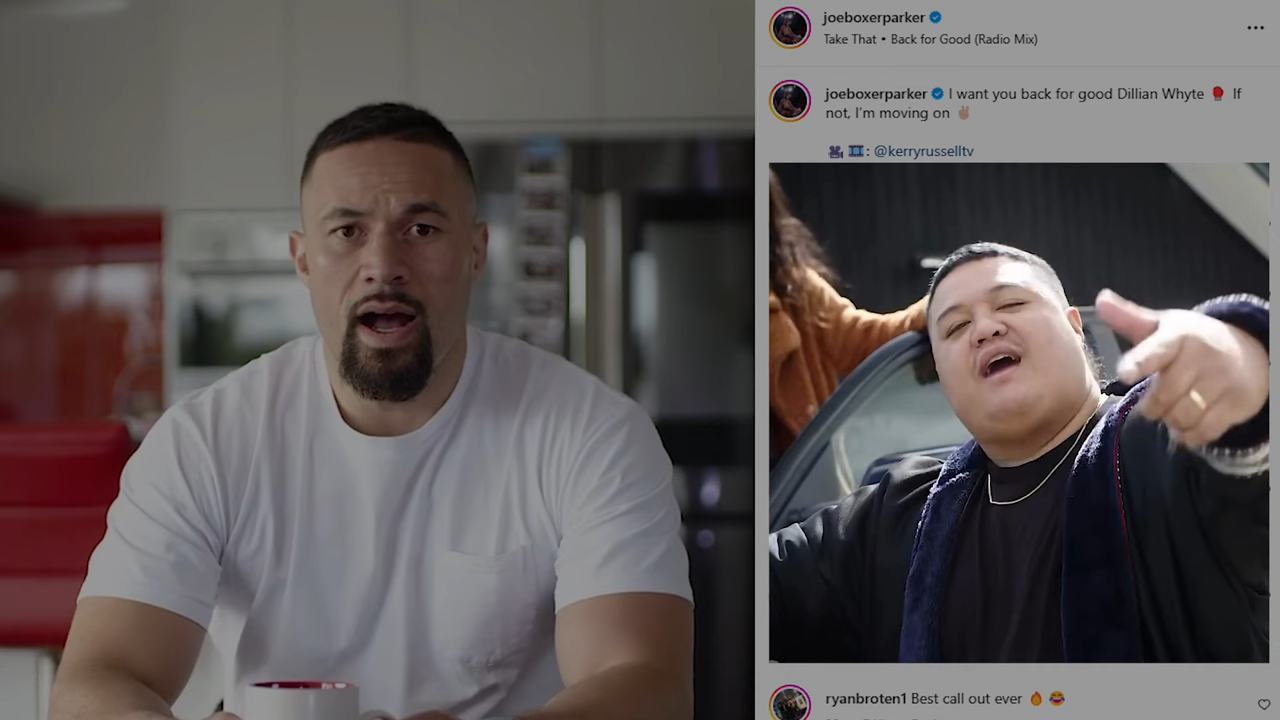 joeboxerparker
Take That • Back for Good (Radio Mix)
joeboxerparker I want you back for good Dillian Whyte 🥊 If
not, I'm moving on ✌🏼
🎥 🎞️: @kerryrusselltv
ryanbroten1 Best call out ever 🔥 😂